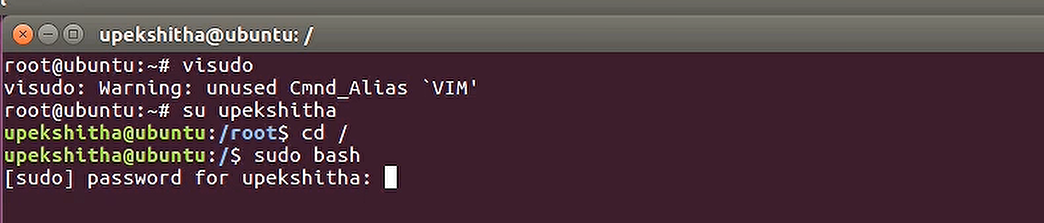 upekshitha@ubuntu: /
root@ubuntu:~# visudo
visudo: Warning: unused Cmnd_Alias `VIM'
root@ubuntu:~# su upekshitha
upekshitha@ubuntu:/root$ cd /
upekshitha@ubuntu:/$ sudo bash
[sudo] password for upekshitha: